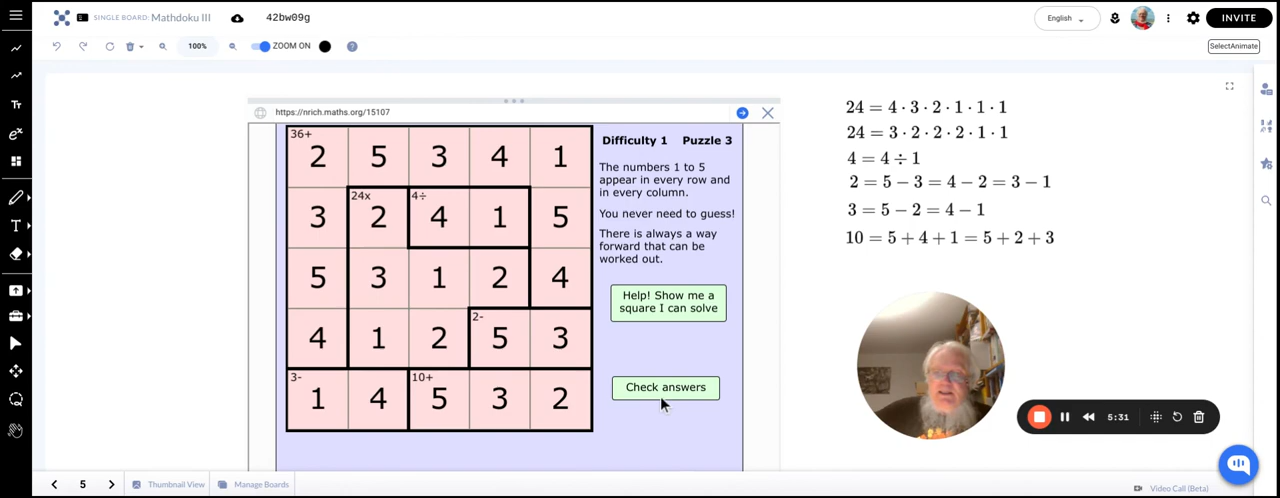 SINGLE BOARD: Mathdoku III
42bw09g
English
INVITE
100%
ZOOM ON
SelectAnimate
https://nrich.maths.org/15107
36+
2 5 3 4 1
24x 4÷
3 2 4 1 5
5 3 1 2 4
2-
4 1 2 5 3
3- 10+
1 4 5 3 2
Difficulty 1 Puzzle 3
The numbers 1 to 5
appear in every row and
in every column.
You never need to guess!
There is always a way
forward that can be
worked out.
Help! Show me a
square I can solve
Check answers
24 = 4 · 3 · 2 · 1 · 1 · 1
24 = 3 · 2 · 2 · 2 · 1 · 1
4 = 4 ÷ 1
2 = 5 − 3 = 4 − 2 = 3 − 1
3 = 5 − 2 = 4 − 1
10 = 5 + 4 + 1 = 5 + 2 + 3
5:31
5
Thumbnail View
Manage Boards
Video Call (Beta)